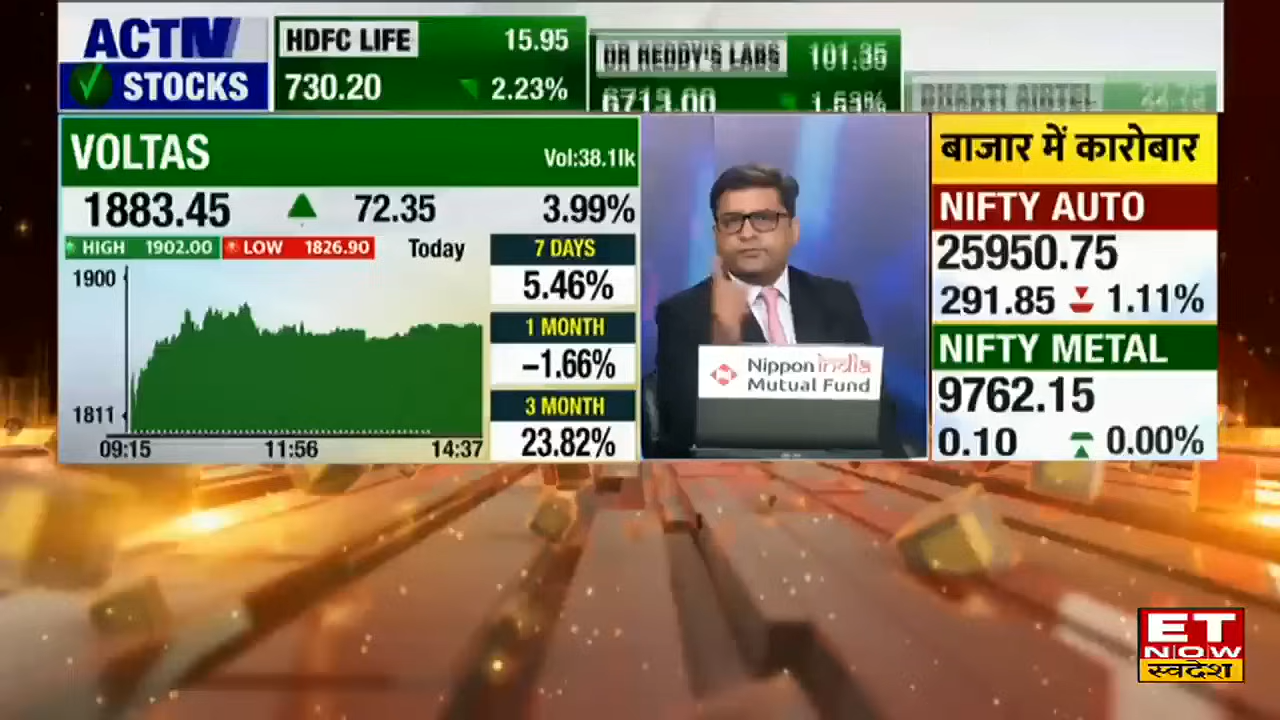 ACTIV
STOCKS
HDFC LIFE 15.95
730.20 2.23%
DR REDDY'S LABS 101.35
6713.00 1.53%
BHARTI AIRTEL
VOLTAS Vol:38.1lk
1883.45 72.35 3.99%
HIGH 1902.00 LOW 1826.90 Today
1900
1811
09:15 11:56 14:37
7 DAYS
5.46%
1 MONTH
–1.66%
3 MONTH
23.82%
Nippon india
Mutual Fund
बाजार में कारोबार
NIFTY AUTO
25950.75
291.85 1.11%
NIFTY METAL
9762.15
0.10 0.00%
ET
NOW
स्वदेश